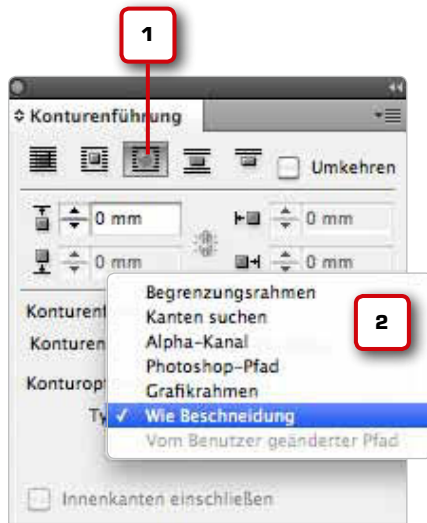 1
Konturenführung
Umkehren
0 mm 0 mm
0 mm 0 mm
Begrenzungsrahmen
Kanten suchen
2
Alpha-Kanal
Photoshop-Pfad
Grafikrahmen
Wie Beschneidung
Vom Benutzer geänderter Pfad
Innenkanten einschließen